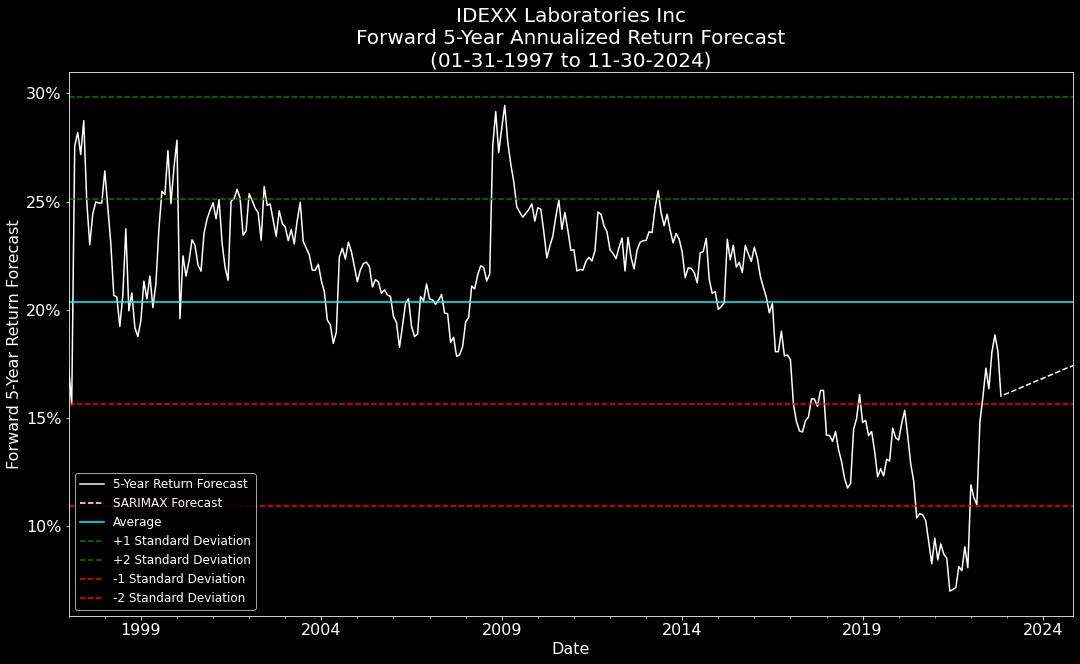 IDEXX Laboratories Inc
Forward 5-Year Annualized Return Forecast
(01-31-1997 to 11-30-2024)
Forward 5-Year Return Forecast
30%
25%
20%
15%
10%
5-Year Return Forecast
SARIMAX Forecast
Average
+1 Standard Deviation
+2 Standard Deviation
-1 Standard Deviation
-2 Standard Deviation
1999
2004
2009
2014
2019
2024
Date